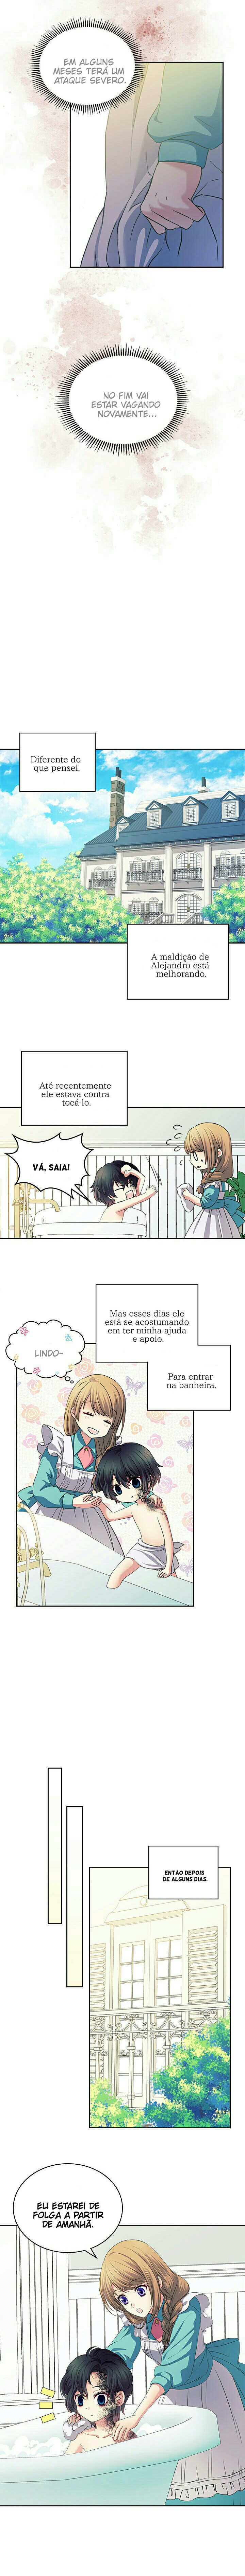 EM ALGUNS
MESES TERÁ UM
ATAQUE SEVERO.
NO FIM VAI
ESTAR VAGANDO
NOVAMENTE...
Diferente do
que pensei.
A maldição de
Alejandro está
melhorando.
Até recentemente
ele estava contra
tocá-lo.
VÁ, SAIA!
Mas esses dias ele
está se acostumando
em ter minha ajuda
e apoio.
Para entrar
na banheira.
LINDO~
ENTÃO DEPOIS
DE ALGUNS DIAS.
EU ESTAREI DE
FOLGA A PARTIR
DE AMANHÃ.